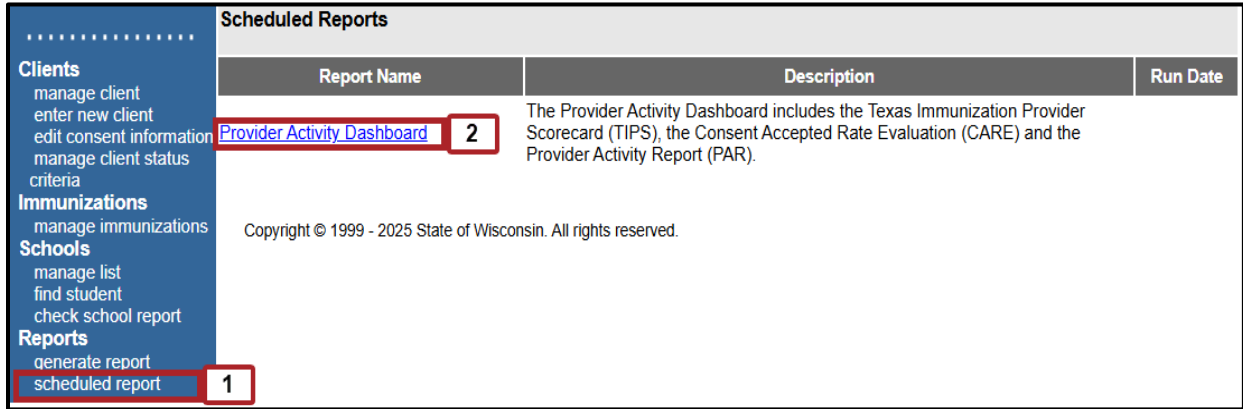 Scheduled Reports
Clients
manage client
enter new client
edit consent information
manage client status
criteria
Immunizations
manage immunizations
Schools
manage list
find student
check school report
Reports
generate report
scheduled report
1
Report Name
Description
Run Date
Provider Activity Dashboard
2
The Provider Activity Dashboard includes the Texas Immunization Provider
Scorecard (TIPS), the Consent Accepted Rate Evaluation (CARE) and the
Provider Activity Report (PAR).
Copyright © 1999 - 2025 State of Wisconsin. All rights reserved.